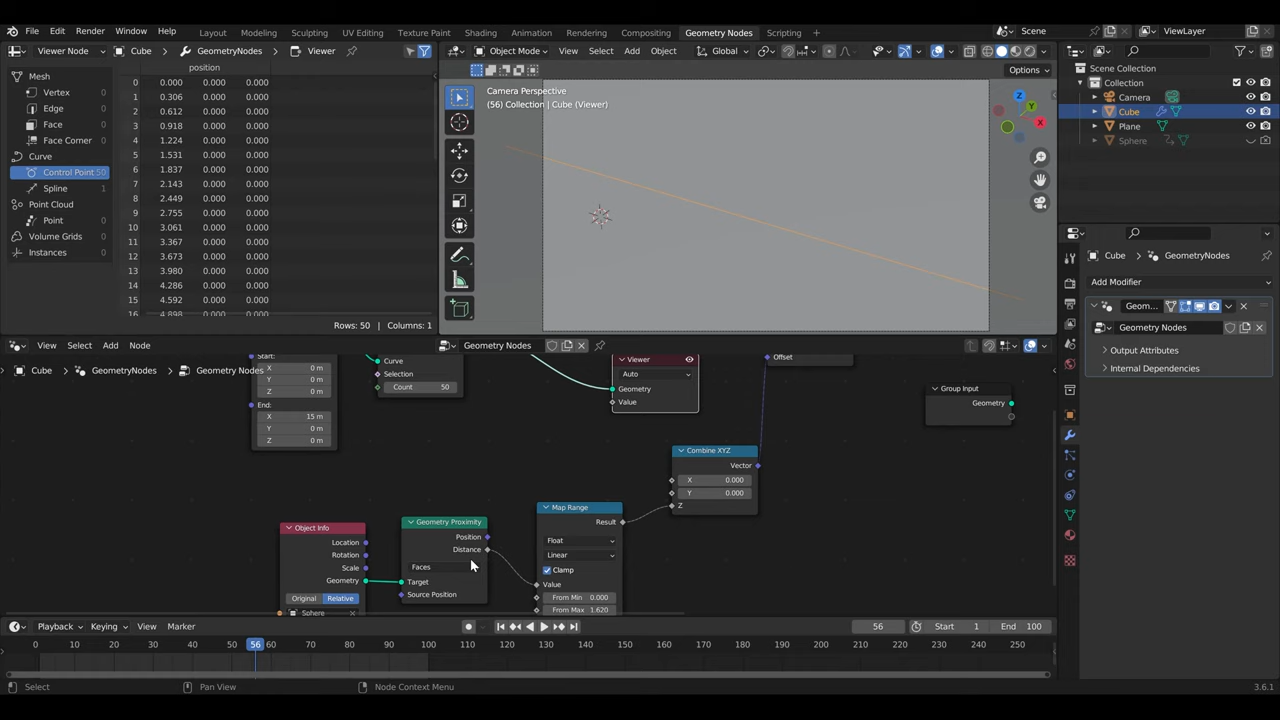 File Edit Render Window Help
Layout Modeling Sculpting UV Editing Texture Paint Shading Animation Rendering Compositing Geometry Nodes Scripting
Scene
ViewLayer
Viewer Node
Cube GeometryNodes Viewer
Object Mode View Select Add Object Global
Options
Mesh
Vertex 0
Edge 0
Face 0
Face Corner 0
Curve
Control Point 50
Spline 1
Point Cloud
Point 0
Volume Grids 0
Instances 0
position
0 0.000 0.000 0.000
1 0.306 0.000 0.000
2 0.612 0.000 0.000
3 0.918 0.000 0.000
4 1.224 0.000 0.000
5 1.531 0.000 0.000
6 1.837 0.000 0.000
7 2.143 0.000 0.000
8 2.449 0.000 0.000
9 2.755 0.000 0.000
10 3.061 0.000 0.000
11 3.367 0.000 0.000
12 3.673 0.000 0.000
13 3.980 0.000 0.000
14 4.286 0.000 0.000
15 4.592 0.000 0.000
16 4.898 0.000 0.000
Rows: 50 | Columns: 1
Camera Perspective
(56) Collection | Cube (Viewer)
Z
Y
X
Scene Collection
Collection
Camera
Cube
Plane
Sphere
Cube GeometryNodes
Add Modifier
Geom...
Geometry Nodes
Output Attributes
Internal Dependencies
View Select Add Node
Geometry Nodes
Cube GeometryNodes Geometry Nodes
Start:
X 0 m
Y 0 m
Z 0 m
End:
X 15 m
Y 0 m
Z 0 m
Curve
Selection
Count 50
Viewer
Auto
Geometry
Value
Offset
Group Input
Geometry
Combine XYZ
Vector
X 0.000
Y 0.000
Z
Object Info
Location
Rotation
Scale
Geometry
Original Relative
Sphere
Geometry Proximity
Position
Distance
Faces
Target
Source Position
Map Range
Result
Float
Linear
Clamp
Value
From Min 0.000
From Max 1.620
Playback Keying View Marker
56 Start 1 End 100
0 10 20 30 40 50 56 70 80 90 100 110 120 130 140 150 160 170 180 190 200 210 220 230 240 250
Select Pan View Node Context Menu
3.6.1